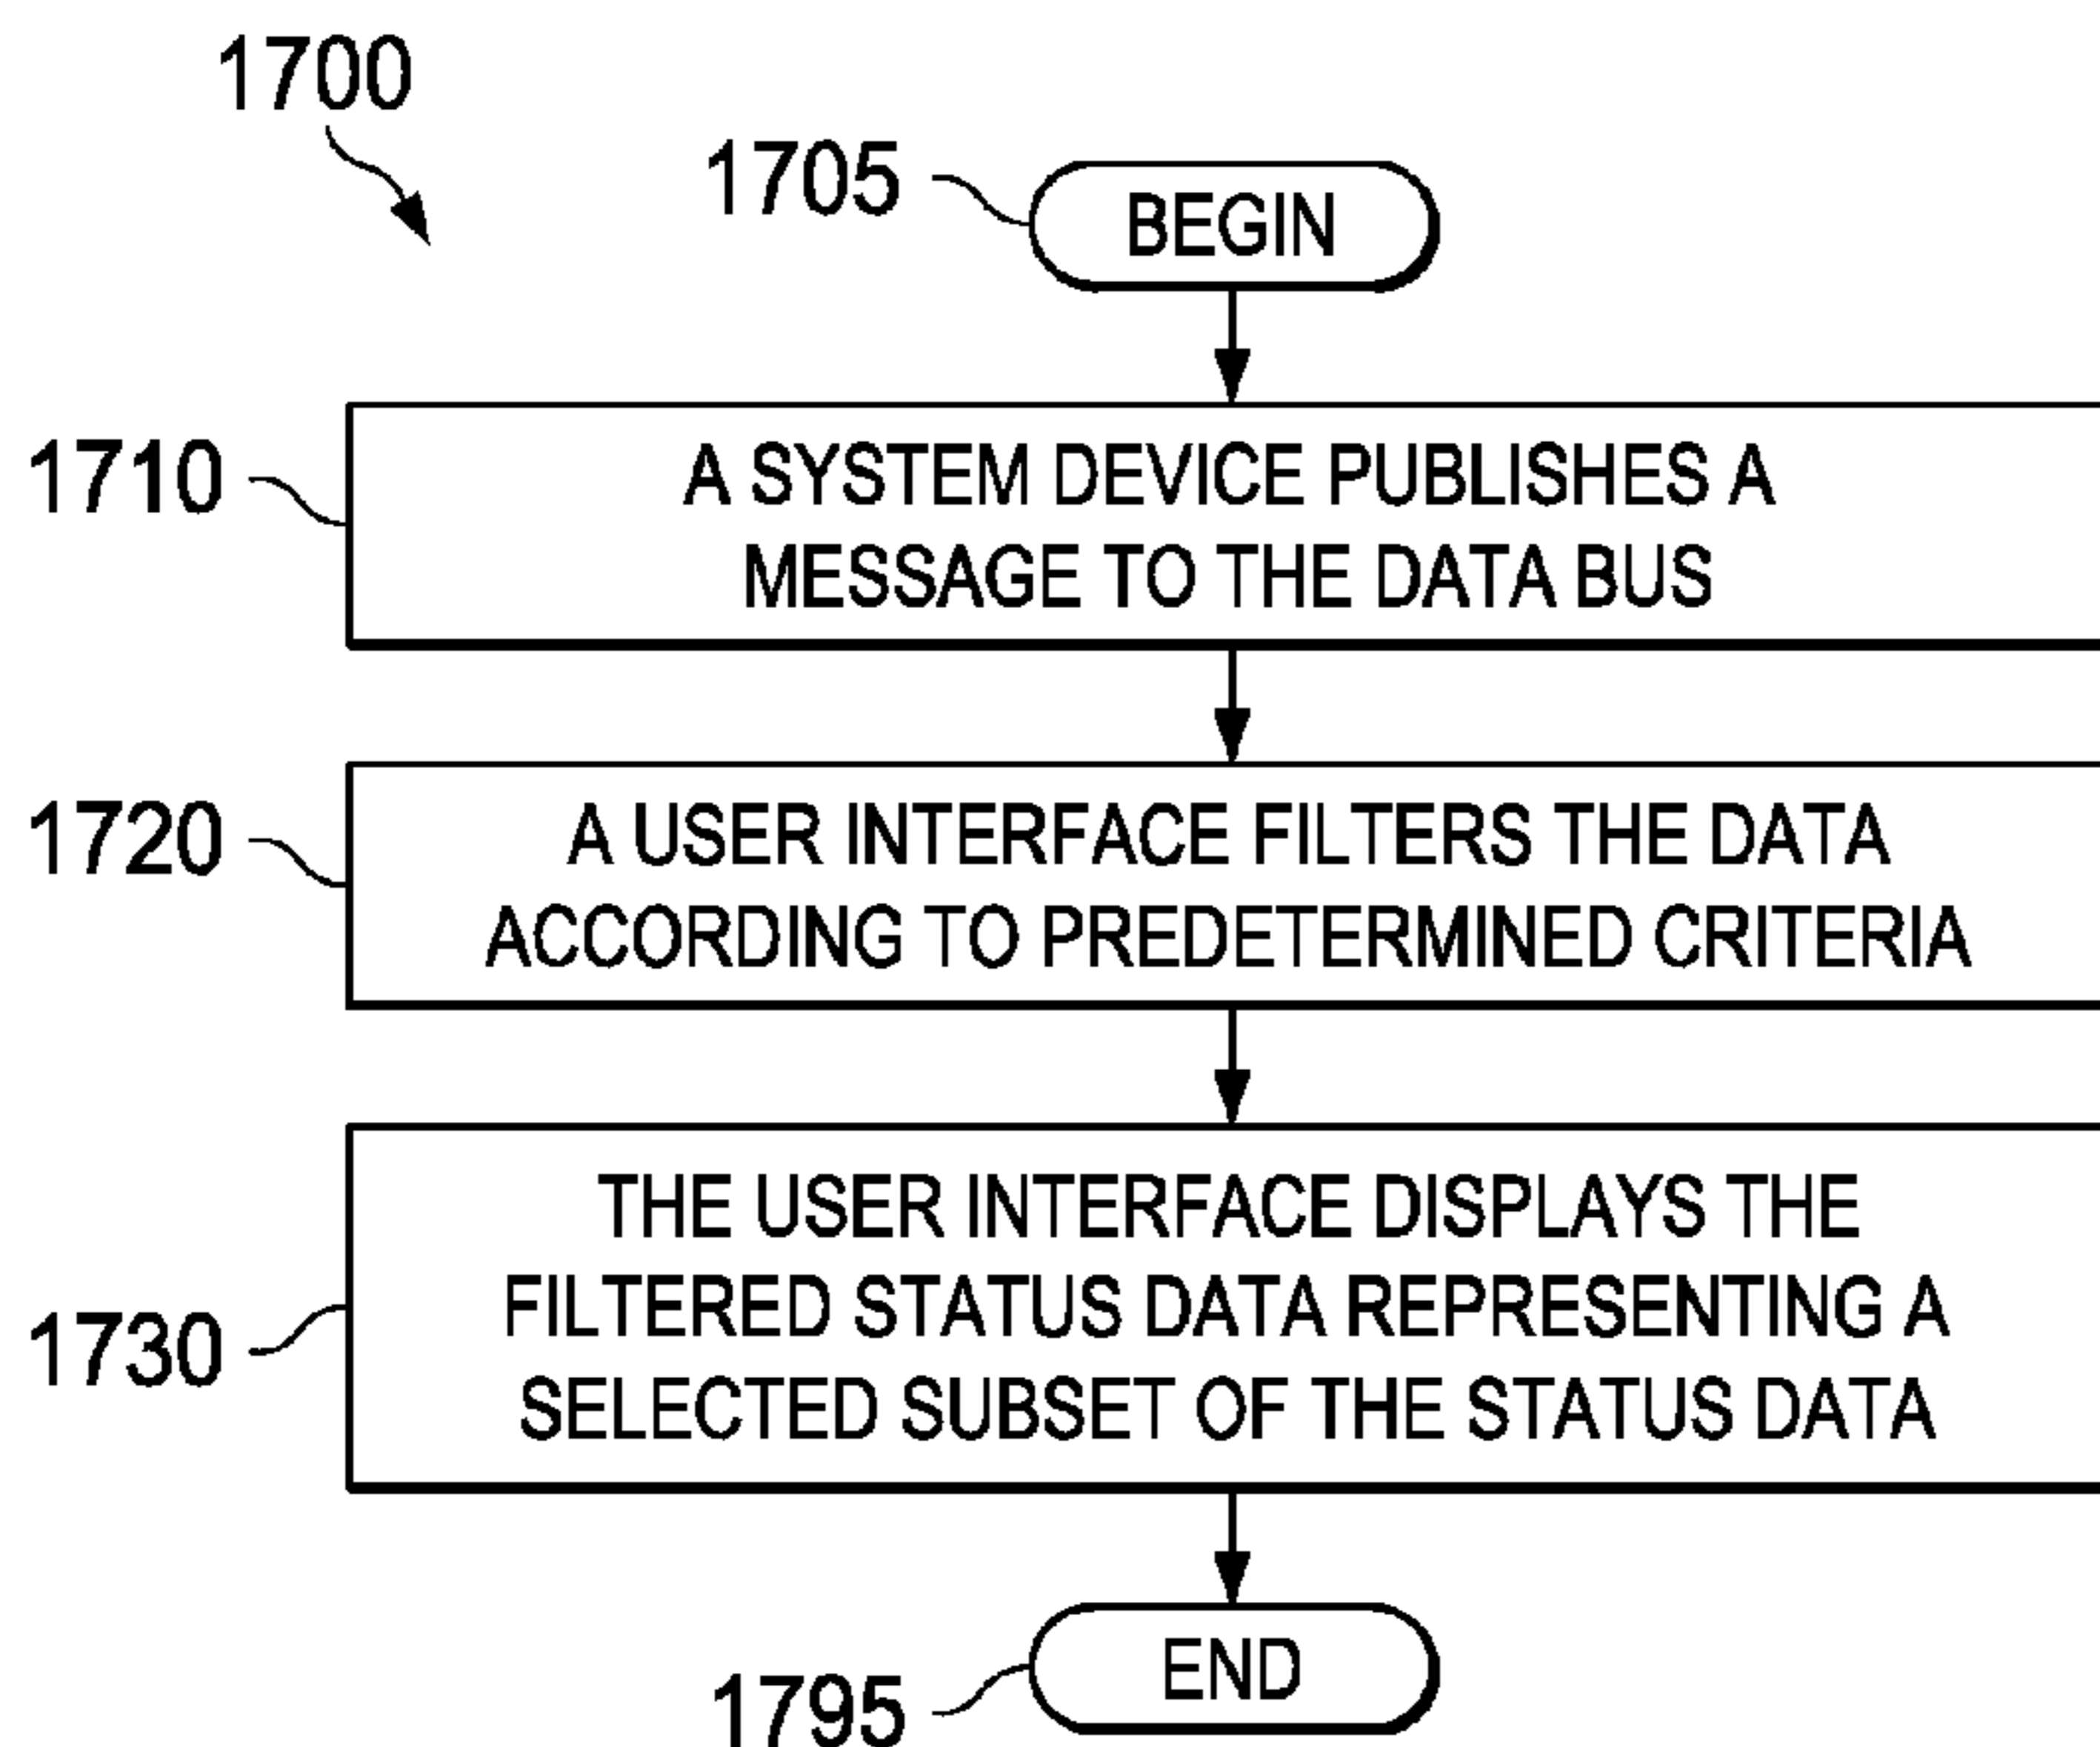 1700
1705
BEGIN
1710
A SYSTEM DEVICE PUBLISHES A
MESSAGE TO THE DATA BUS
1720
A USER INTERFACE FILTERS THE DATA
ACCORDING TO PREDETERMINED CRITERIA
1730
THE USER INTERFACE DISPLAYS THE
FILTERED STATUS DATA REPRESENTING A
SELECTED SUBSET OF THE STATUS DATA
1795
END